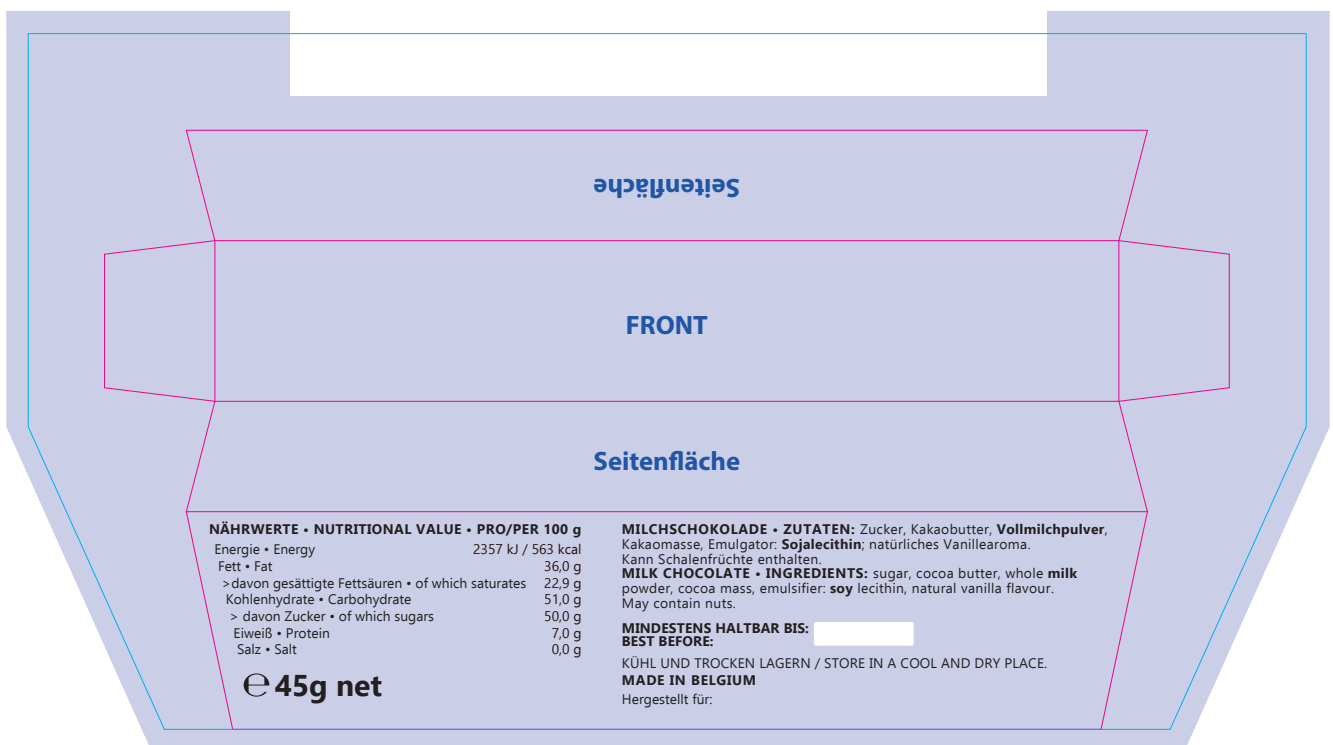 Seitenfläche
FRONT
Seitenfläche
NÄHRWERTE • NUTRITIONAL VALUE • PRO/PER 100 g
Energie • Energy 2357 kJ / 563 kcal
Fett • Fat 36,0 g
>davon gesättigte Fettsäuren • of which saturates 22,9 g
Kohlenhydrate • Carbohydrate 51,0 g
> davon Zucker • of which sugars 50,0 g
Eiweiß • Protein 7,0 g
Salz • Salt 0,0 g
℮ 45g net
MILCHSCHOKOLADE • ZUTATEN: Zucker, Kakaobutter, Vollmilchpulver,
Kakaomasse, Emulgator: Sojalecithin; natürliches Vanillearoma.
Kann Schalenfrüchte enthalten.
MILK CHOCOLATE • INGREDIENTS: sugar, cocoa butter, whole milk
powder, cocoa mass, emulsifier: soy lecithin, natural vanilla flavour.
May contain nuts.
MINDESTENS HALTBAR BIS:
BEST BEFORE:
KÜHL UND TROCKEN LAGERN / STORE IN A COOL AND DRY PLACE.
MADE IN BELGIUM
Hergestellt für: